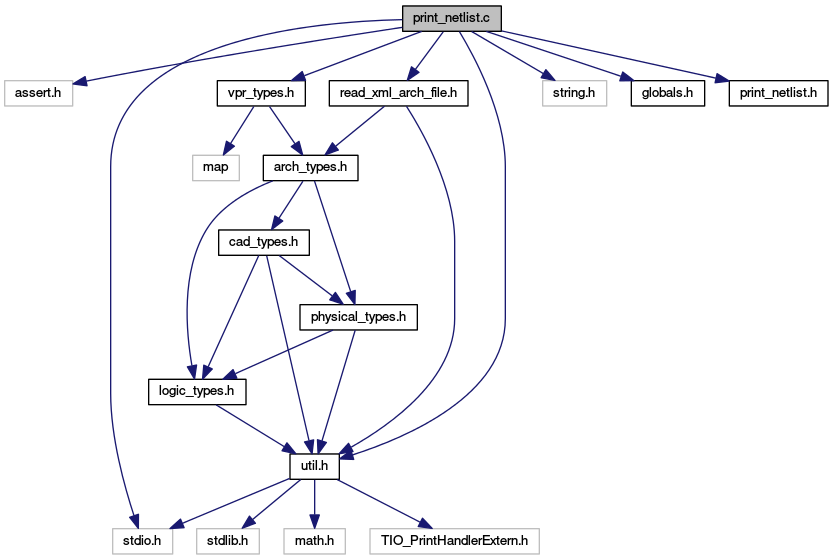 print_netlist.c
assert.h
vpr_types.h
read_xml_arch_file.h
string.h
globals.h
print_netlist.h
map
arch_types.h
cad_types.h
physical_types.h
logic_types.h
util.h
stdio.h
stdlib.h
math.h
TIO_PrintHandlerExtern.h